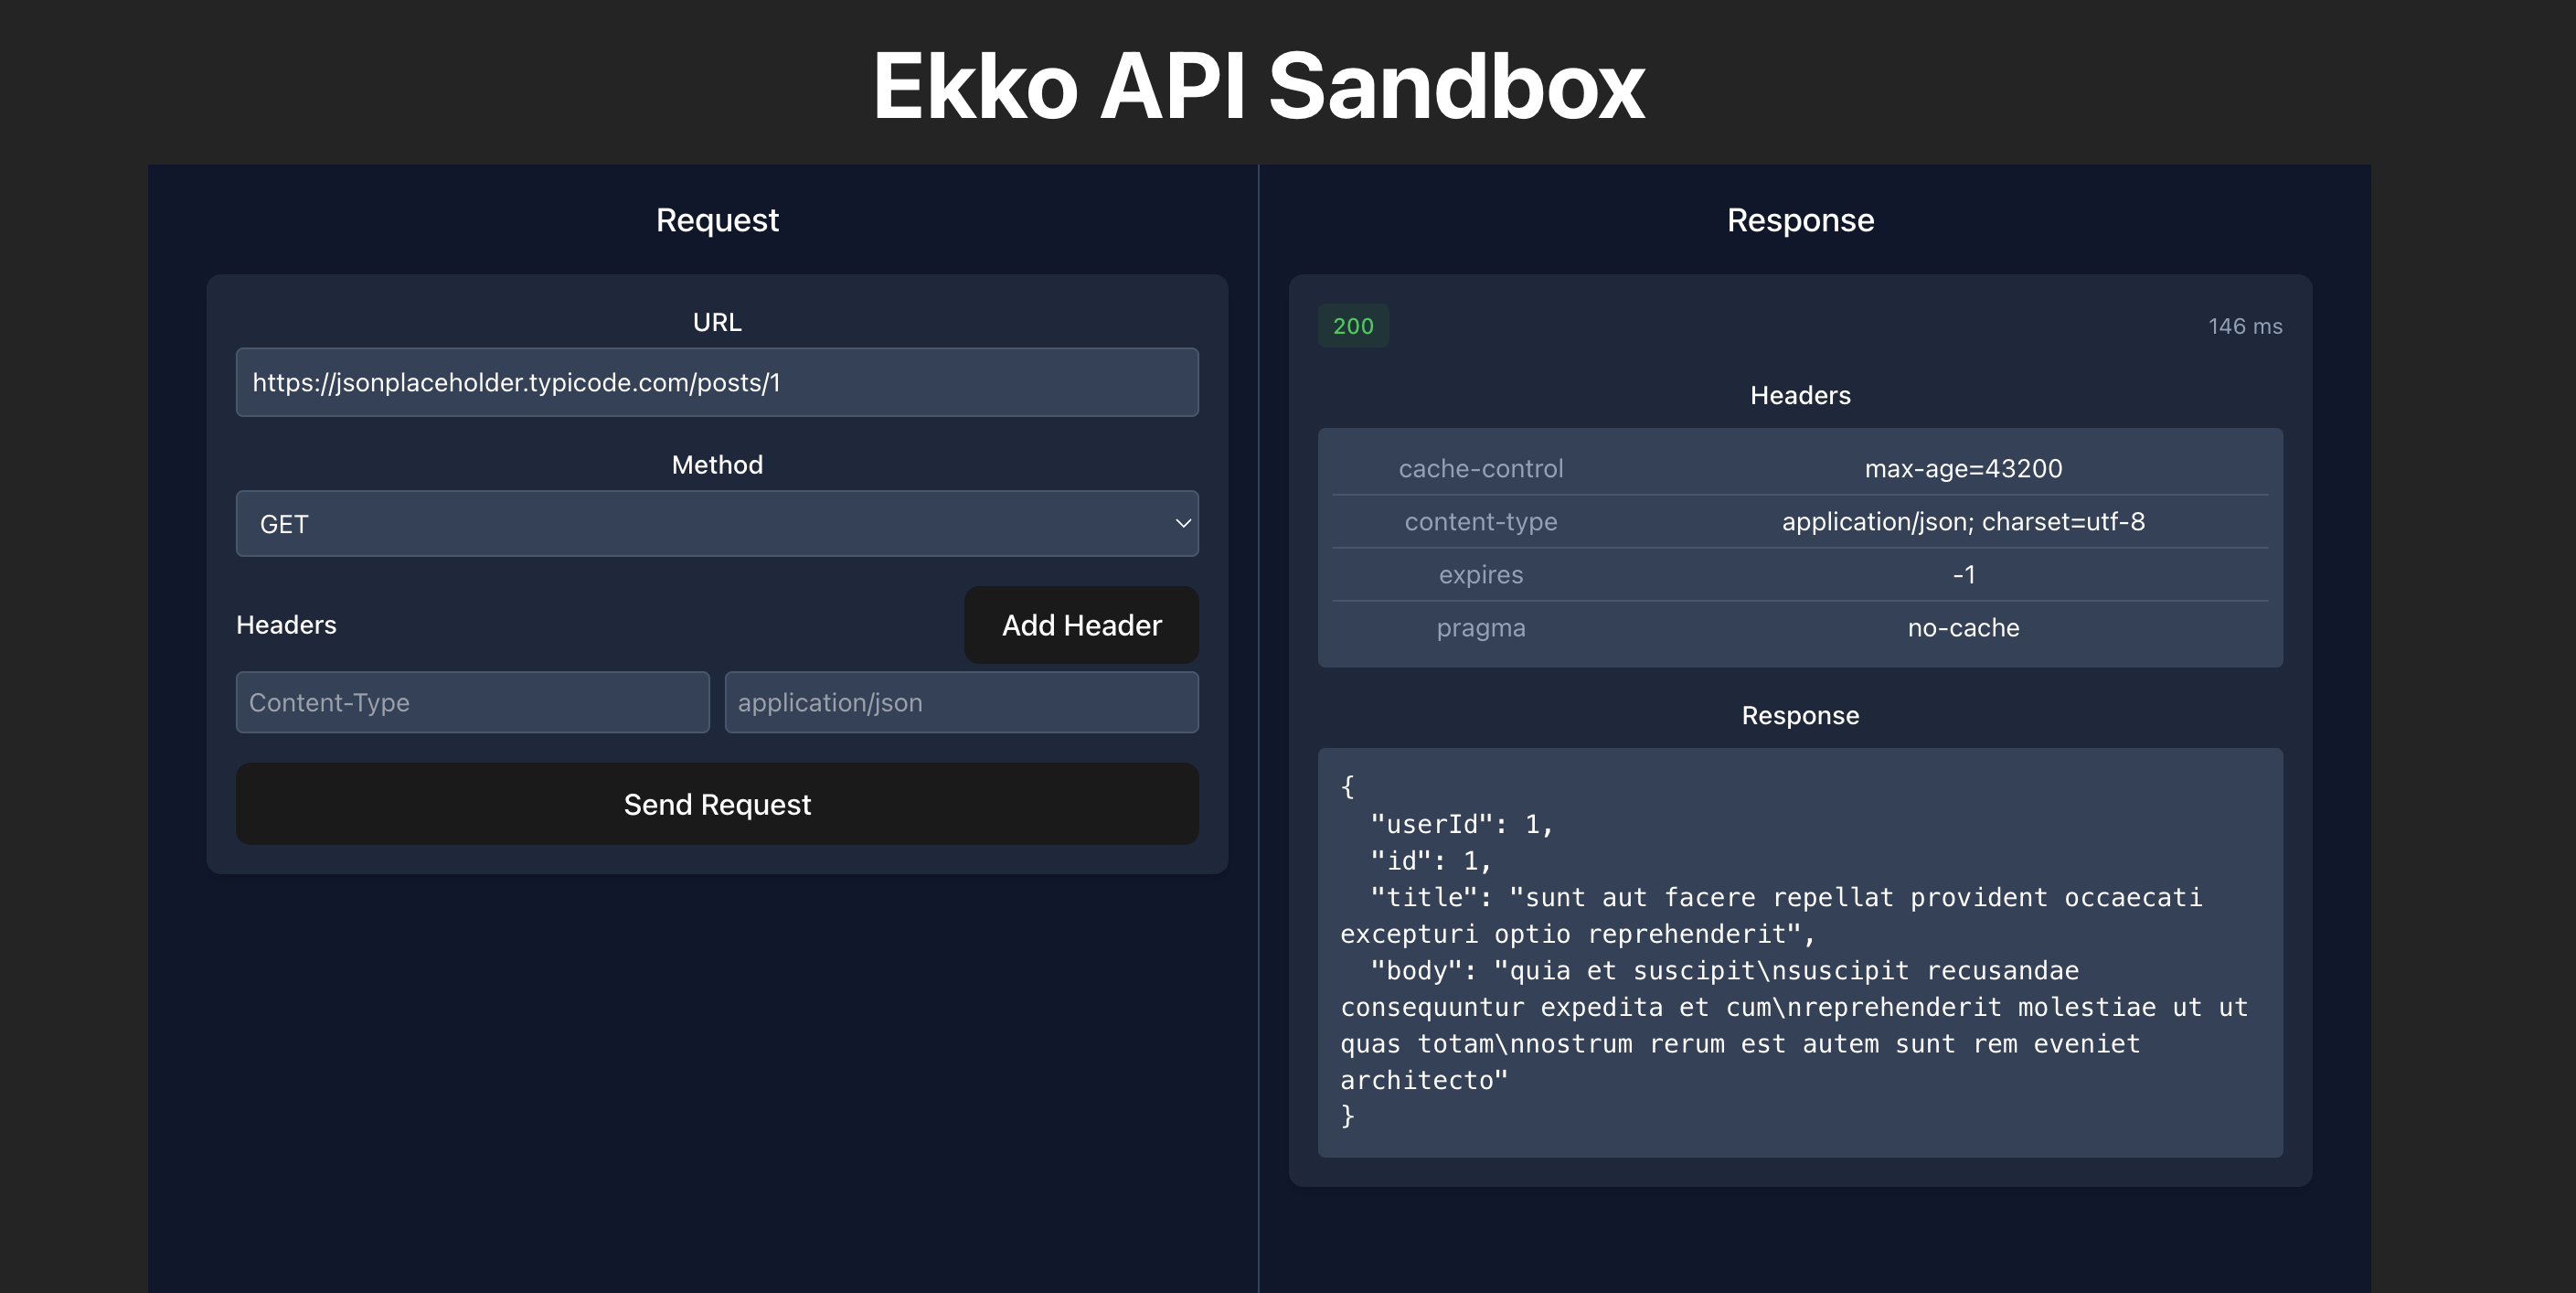 Ekko API Sandbox
Request
URL
https://jsonplaceholder.typicode.com/posts/1
Method
GET
Headers
Add Header
Content-Type
application/json
Send Request
Response
200
146 ms
Headers
cache-control max-age=43200
content-type application/json; charset=utf-8
expires -1
pragma no-cache
Response
{
  "userId": 1,
  "id": 1,
  "title": "sunt aut facere repellat provident occaecati
excepturi optio reprehenderit",
  "body": "quia et suscipit\nsuscipit recusandae
consequuntur expedita et cum\nreprehenderit molestiae ut ut
quas totam\nnostrum rerum est autem sunt rem eveniet
architecto"
}